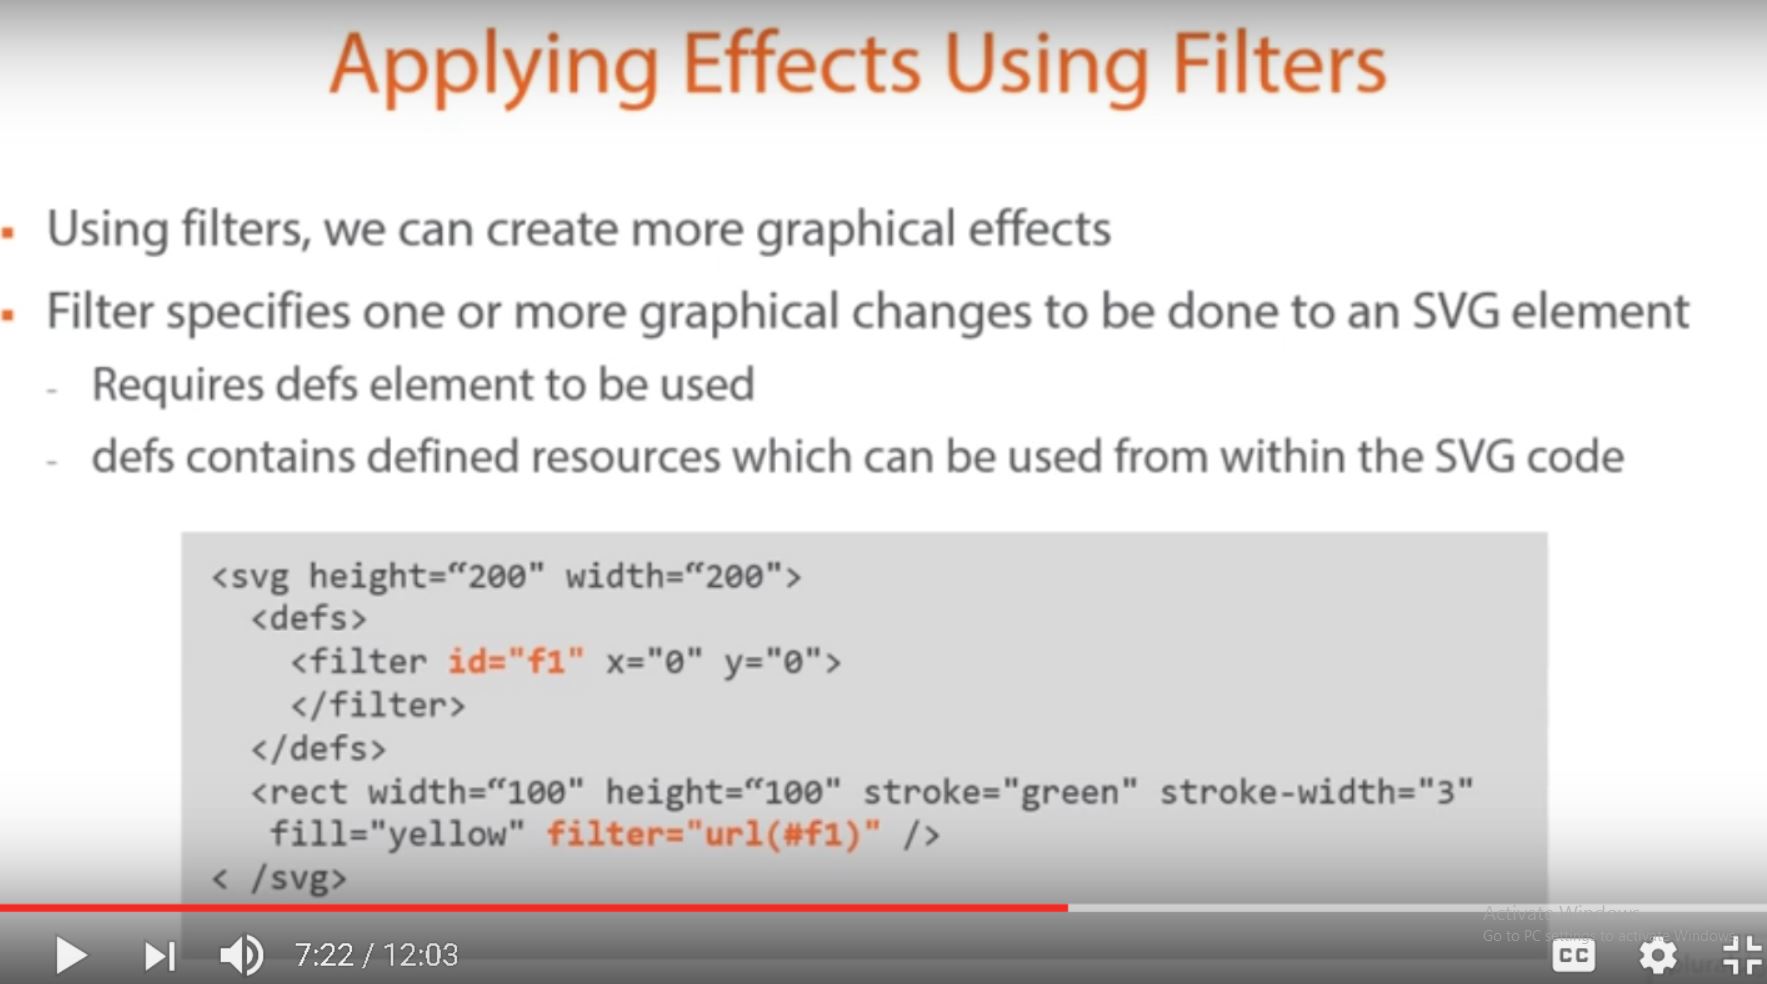 Applying Effects Using Filters
▪ Using filters, we can create more graphical effects
▪ Filter specifies one or more graphical changes to be done to an SVG element
- Requires defs element to be used
- defs contains defined resources which can be used from within the SVG code
<svg height=“200" width=“200">
<defs>
<filter id="f1" x="0" y="0">
</filter>
</defs>
<rect width=“100" height=“100" stroke="green" stroke-width="3"
fill="yellow" filter="url(#f1)" />
< /svg>
Activate Windows
Go to PC settings to activate Windows.
7:22 / 12:03
CC